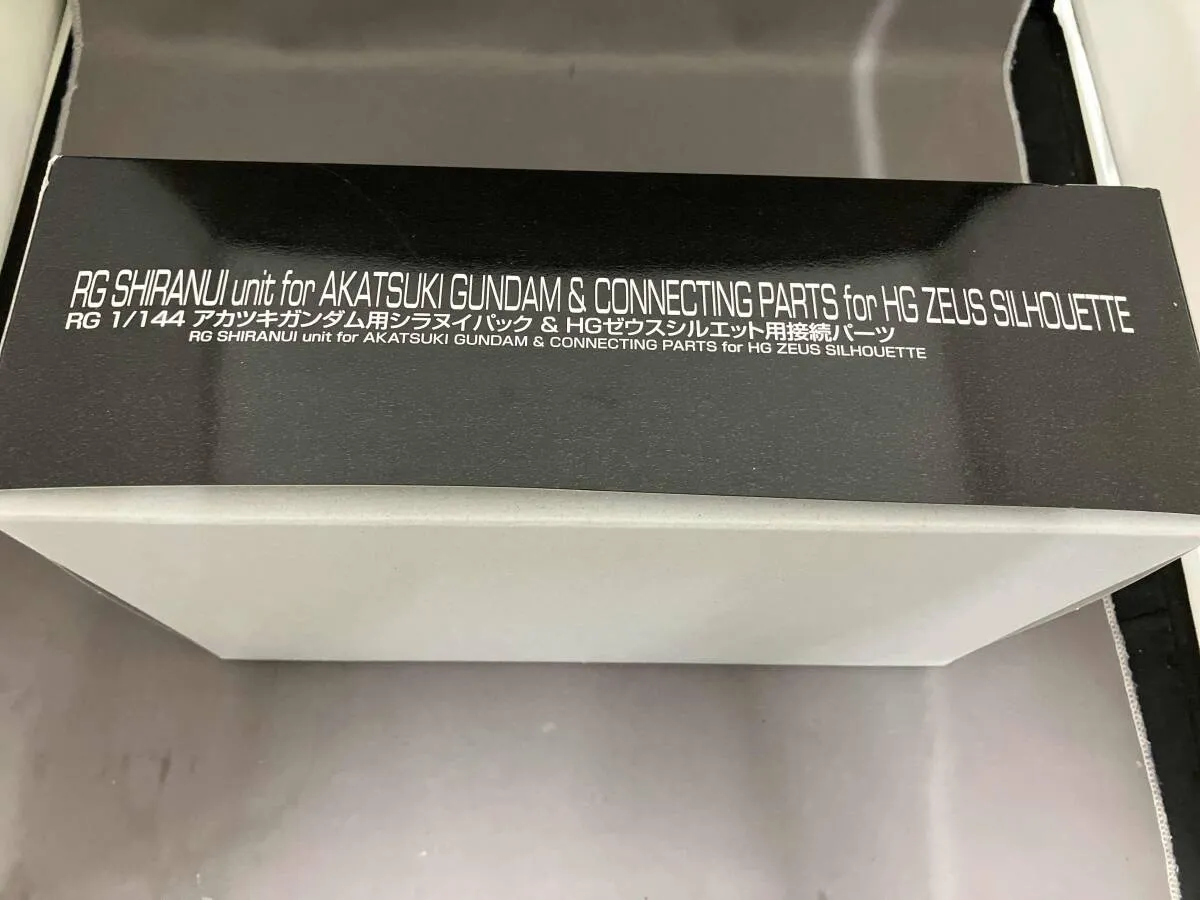 RG SHIRANUI unit for AKATSUKI GUNDAM & CONNECTING PARTS for HG ZEUS SILHOUETTE
RG 1/144 アカツキガンダム用シラヌイパック & HGゼウスシルエット用接続パーツ
RG SHIRANUI unit for AKATSUKI GUNDAM & CONNECTING PARTS for HG ZEUS SILHOUETTE